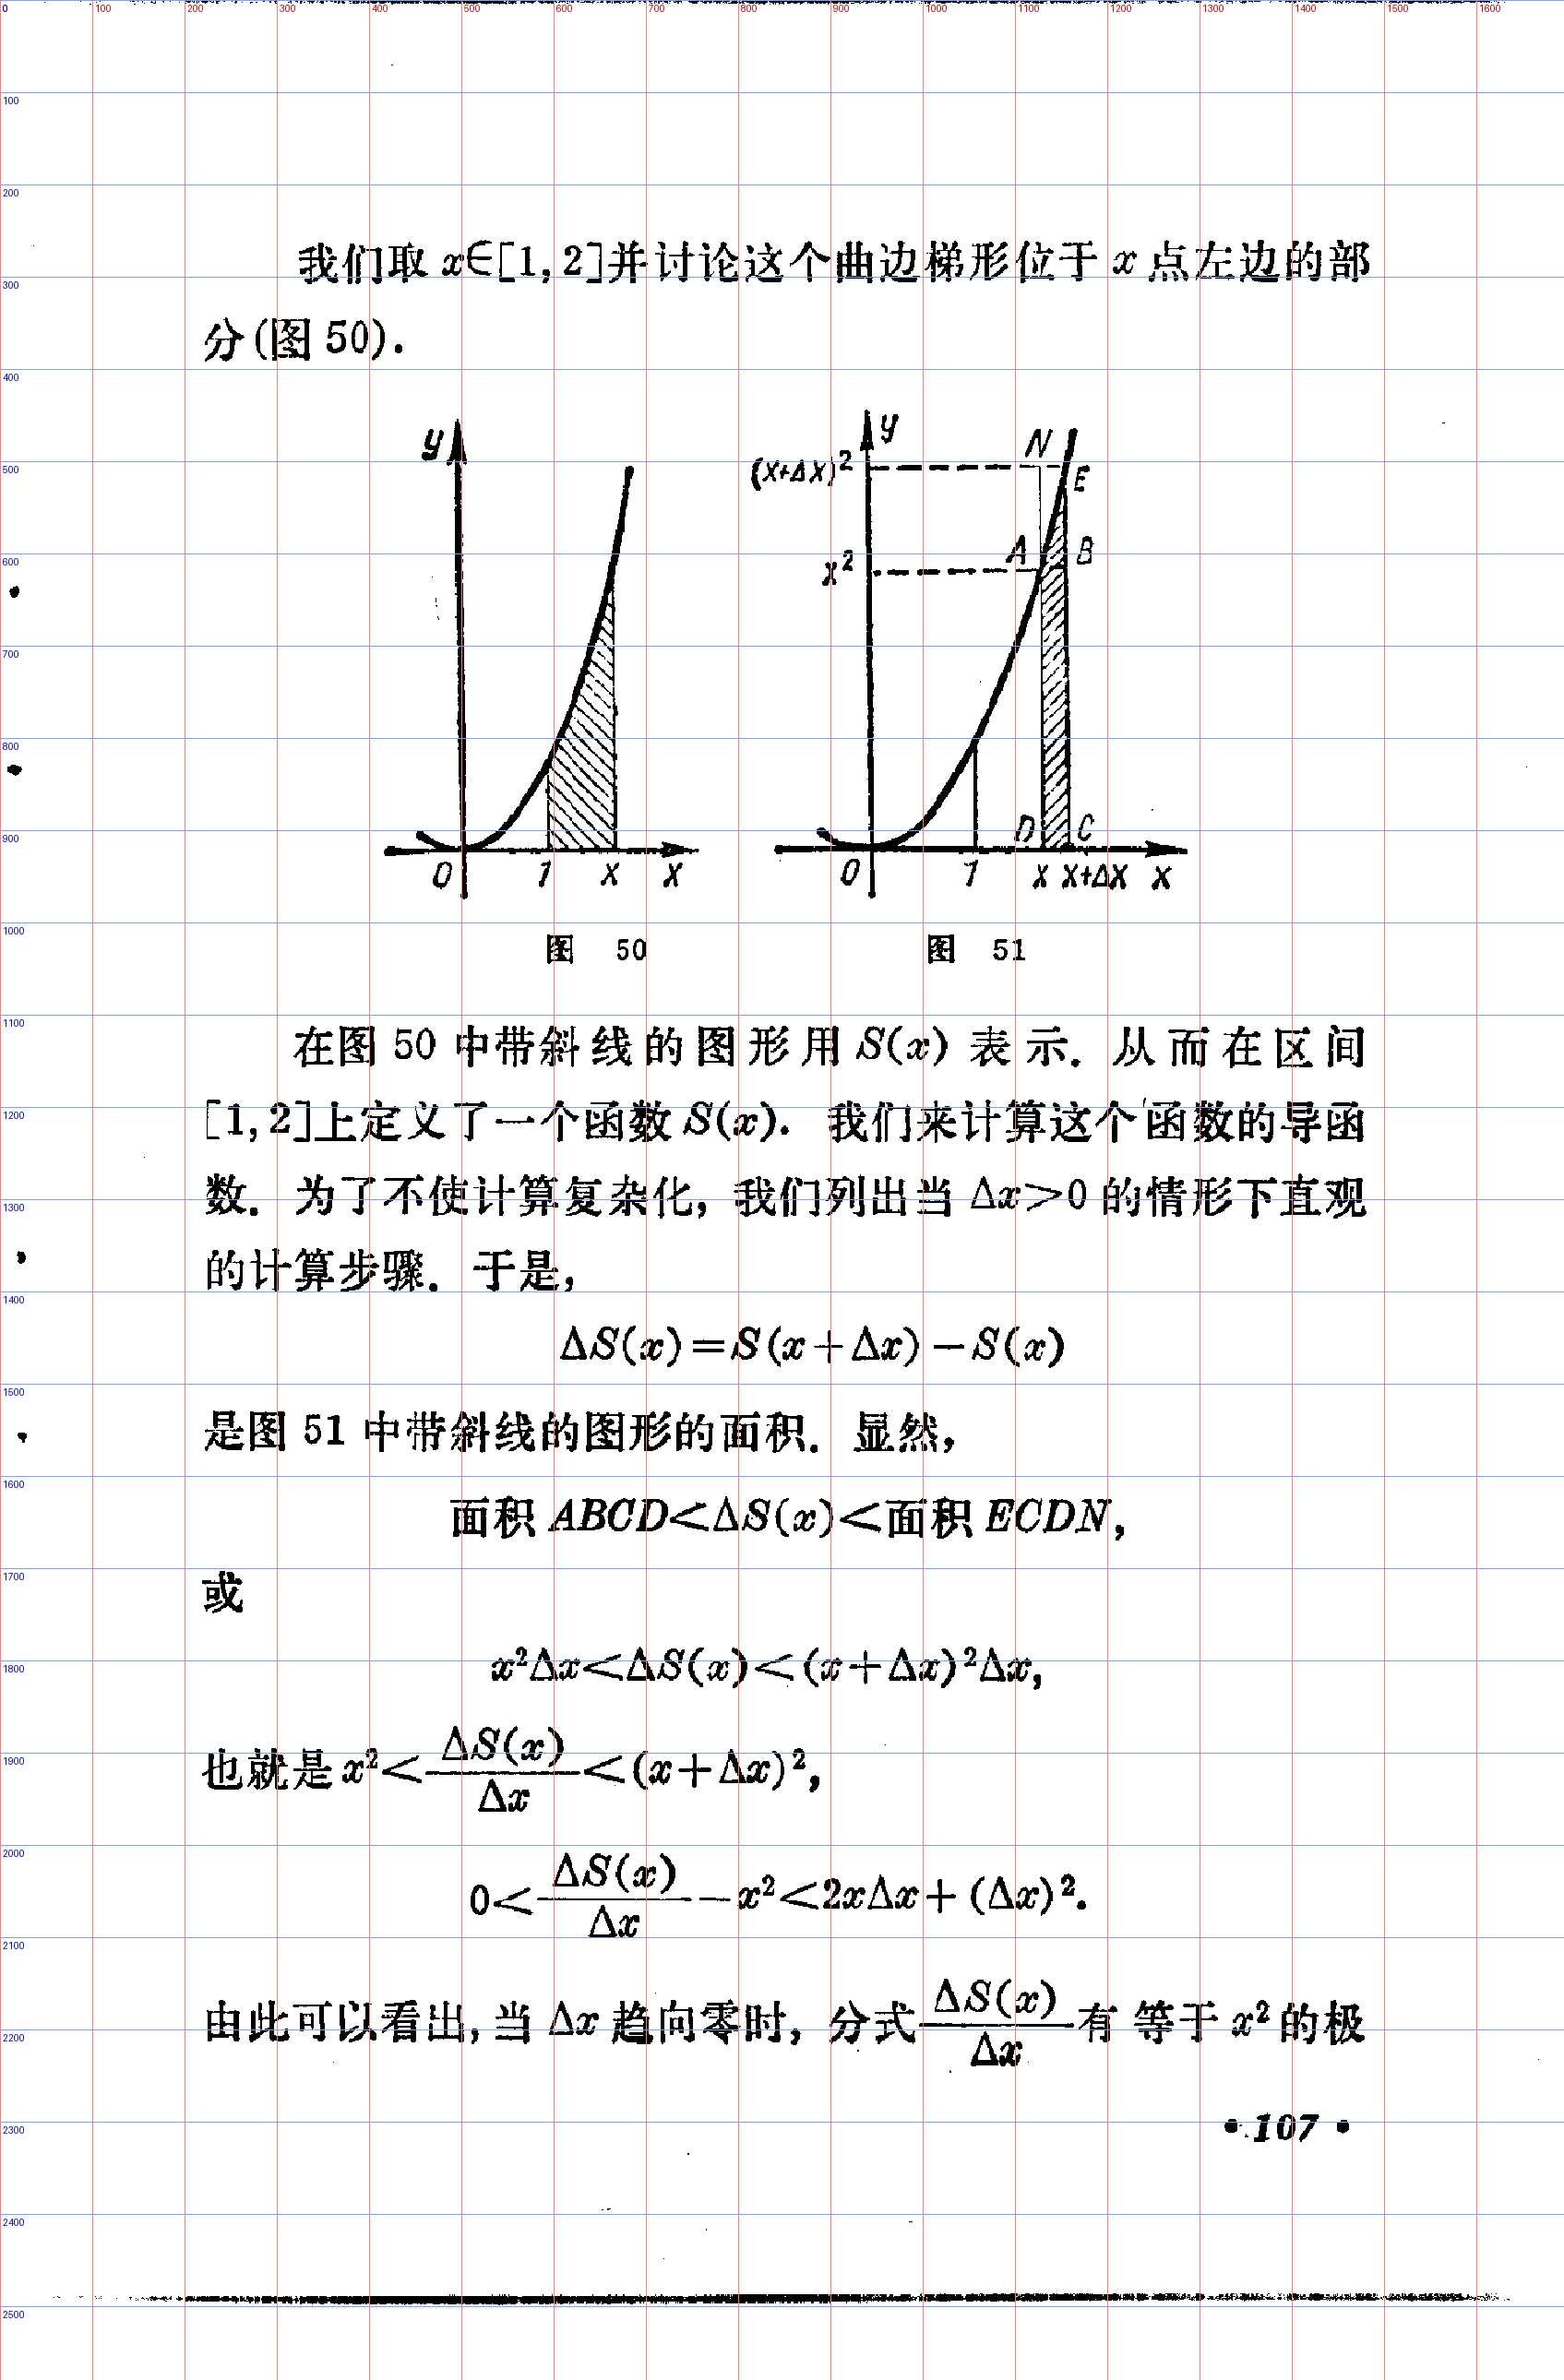 我们取 x∈[1, 2]并讨论这个曲边梯形位于 x 点左边的部
分(图 50).
y
0
1
x
x
图 50
y
(x+Δx)²
x²
N
E
A
B
D
C
0
1
x
x+Δx
x
图 51
在图 50 中带斜线的图形用 S(x) 表示. 从而在区间
[1, 2]上定义了一个函数 S(x). 我们来计算这个函数的导函
数. 为了不使计算复杂化, 我们列出当 Δx>0 的情形下直观
的计算步骤. 于是,
ΔS(x)=S(x+Δx)−S(x)
是图 51 中带斜线的图形的面积. 显然,
面积 ABCD<ΔS(x)<面积 ECDN,
或
x²Δx<ΔS(x)<(x+Δx)²Δx,
也就是 x²<ΔS(x)/Δx<(x+Δx)²,
0<ΔS(x)/Δx−x²<2xΔx+(Δx)².
由此可以看出, 当 Δx 趋向零时, 分式 ΔS(x)/Δx 有等于 x² 的极
• 107 •